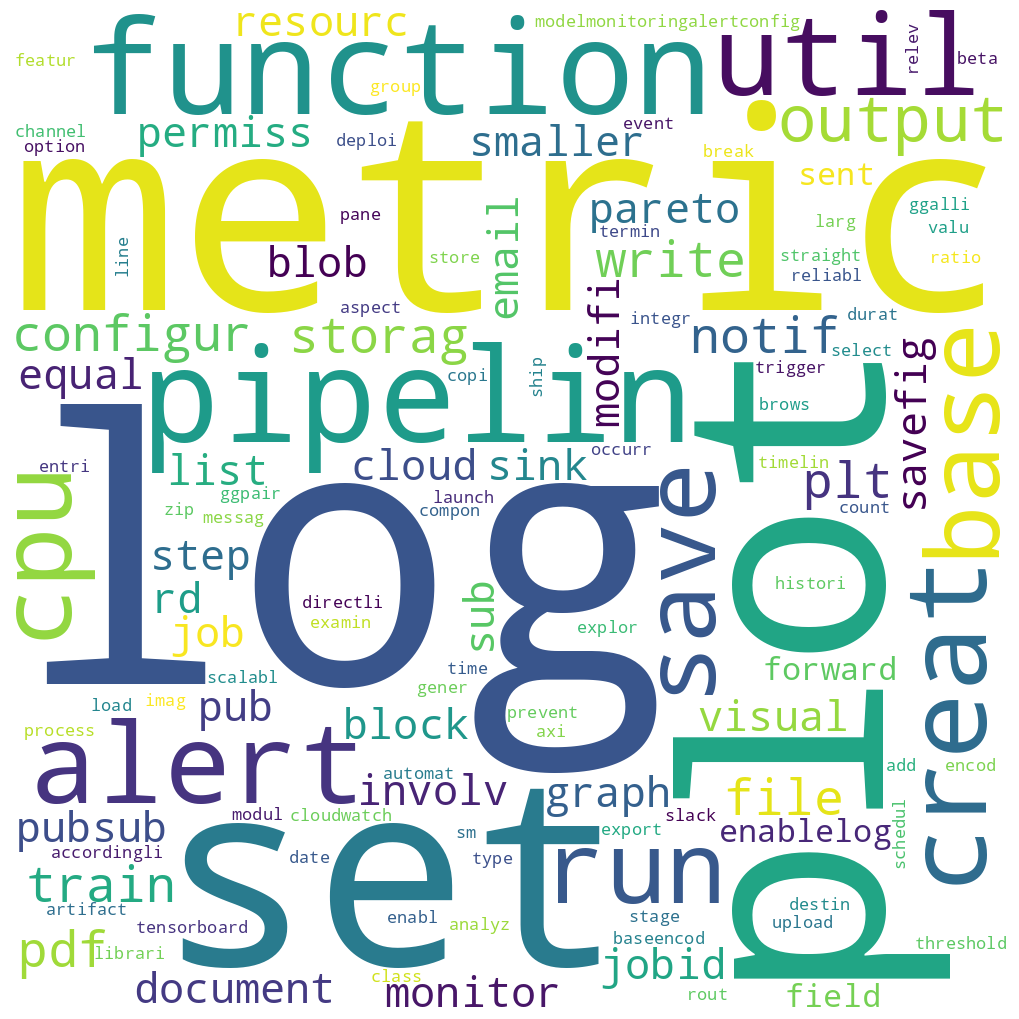 resourc
modelmonitoringalertconfig
function
util
relev
beta
featur
group
output
channel
option
permiss
deploi
smaller
event
break
sent
metric
line
pane
blob
store
email
pareto
termin
write
larg
straight
reliabl
ggalli
valu
ratio
aspect
modifi
integr
durat
configur
storag
notif
select
equal
pipelin
copi
ship
trigger
brows
savefig
base
entri
list
ggpair
zip
messag
cloud
sink
occurr
launch
compon
timelin
plt
count
cpu
log
save
plot
creat
step
rd
job
directli
examin
sub
explor
histori
scalabl
time
gener
forward
load
imag
pub
block
prevent
axi
visual
process
alert
automat
involv
graph
file
add
encod
pubsub
modul
cloudwatch
sm
export
slack
enablelog
schedul
accordingli
date
type
set
run
train
artifact
tensorboard
enabl
analyz
stage
baseencod
destin
upload
threshold
pdf
librari
class
jobid
document
monitor
rout
field